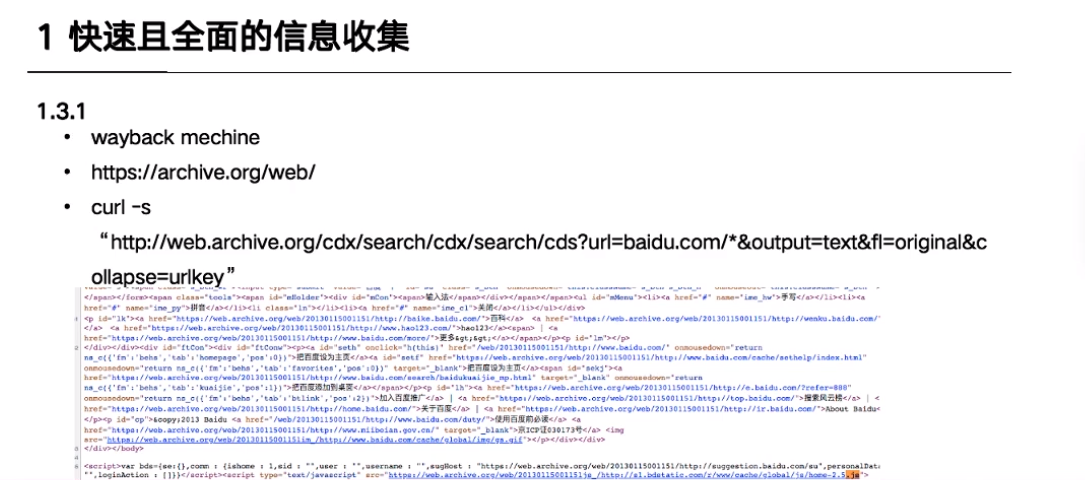 1 快速且全面的信息收集
1.3.1
• wayback mechine
• https://archive.org/web/
• curl -s
“http://web.archive.org/cdx/search/cdx/search/cds?url=baidu.com/*&output=text&fl=original&c
ollapse=urlkey”
</span></form><span class="tools"><span id="mHolder"><div id="mCon"><span>输入法</span></div></span></span><ul id="mMenu"><li><a href="#" name="ime_hw">手写</a></li><li><a
href="#" name="ime_py">拼音</a></li><li class="ln"></li><li><a href="#" name="ime_cl">关闭</a></li></ul></div>
<p id="lk"><a href="https://web.archive.org/web/20130115001151/http://baike.baidu.com/">百科</a> <a href="https://web.archive.org/web/20130115001151/http://wenku.baidu.com/"
</a> <a href="https://web.archive.org/web/20130115001151/http://www.hao123.com/">hao123</a><span> | <a
href="https://web.archive.org/web/20130115001151/http://www.baidu.com/more/">更多&gt;&gt;</a></span></p><p id="lm"></p>
</div></div><div id="ftCon"><div id="ftConw"><p><a id="seth" onclick="h(this)" href="/web/20130115001151/http://www.baidu.com/" onmousedown="return
ns_c({'fm':'behs','tab':'homepage','pos':0})">把百度设为主页</a><a id="setf" href="https://web.archive.org/web/20130115001151/http://www.baidu.com/cache/sethelp/index.html"
onmousedown="return ns_c({'fm':'behs','tab':'favorites','pos':0})" target="_blank">把百度设为主页</a><span id="sekj"><a
href="https://web.archive.org/web/20130115001151/http://www.baidu.com/search/baidukuaijie_mp.html" target="_blank" onmousedown="return
ns_c({'fm':'behs','tab':'kuaijie','pos':1})">把百度添加到桌面</a></span></p><p id="lh"><a href="https://web.archive.org/web/20130115001151/http://e.baidu.com/?refer=888"
onmousedown="return ns_c({'fm':'behs','tab':'btlink','pos':2})">加入百度推广</a> | <a href="https://web.archive.org/web/20130115001151/http://top.baidu.com/">搜索风云榜</a> | <
href="https://web.archive.org/web/20130115001151/http://home.baidu.com/">关于百度</a> | <a href="https://web.archive.org/web/20130115001151/http://ir.baidu.com/">About Baidu<
</p><p id="cp">&copy;2013 Baidu <a href="/web/20130115001151/http://www.baidu.com/duty/">使用百度前必读</a> <a
href="https://web.archive.org/web/20130115001151/http://www.miibeian.gov.cn/" target="_blank">京ICP证030173号</a> <img
src="https://web.archive.org/web/20130115001151im_/http://www.baidu.com/cache/global/img/gs.gif"></p></div></div>
</div></body>
<script>var bds={se:{},comm : {ishome : 1,sid : "",user : "",username : "",sugHost : "https://web.archive.org/web/20130115001151/http://suggestion.baidu.com/su",personalDat
"",loginAction : []}}</script><script type="text/javascript" src="https://web.archive.org/web/20130115001151js_/http://s1.bdstatic.com/r/www/cache/global/js/home-2.5.js">